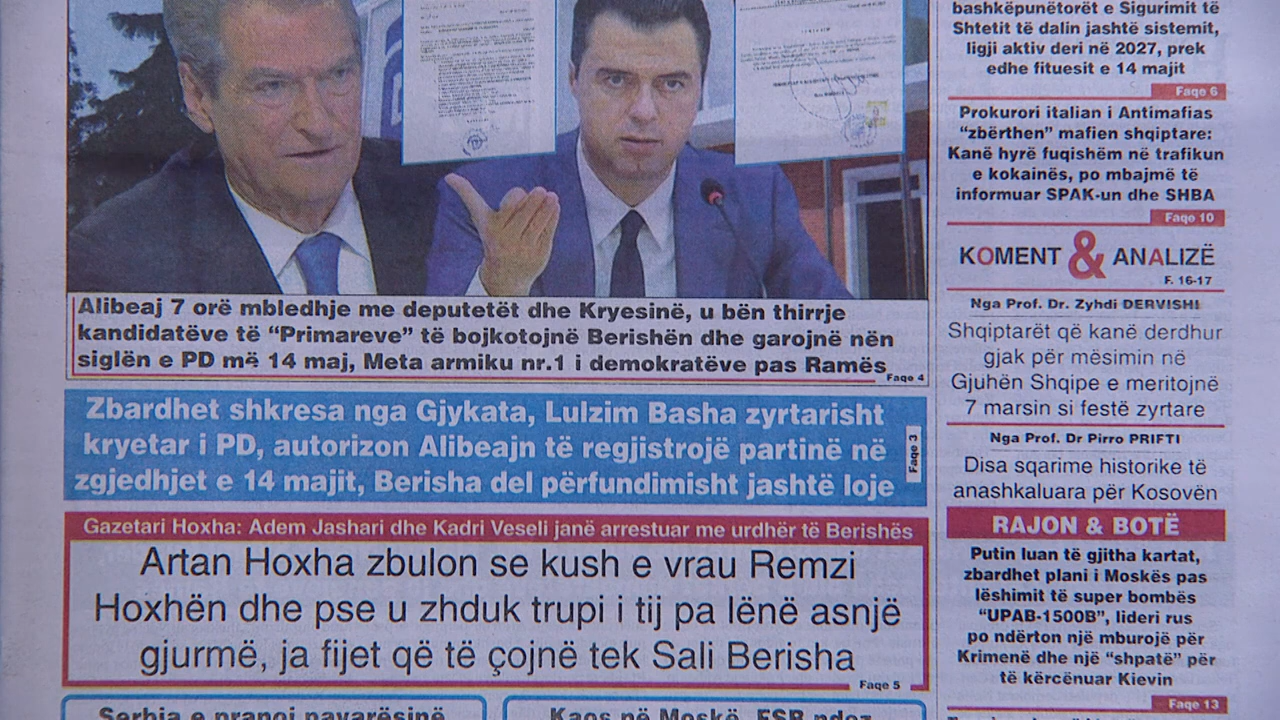 Alibeaj 7 orë mbledhje me deputetët dhe Kryesinë, u bën thirrje
kandidatëve të “Primareve” të bojkotojnë Berishën dhe garojnë nën
siglën e PD më 14 maj, Meta armiku nr.1 i demokratëve pas Ramës
Faqe 4
Zbardhet shkresa nga Gjykata, Lulzim Basha zyrtarisht
kryetar i PD, autorizon Alibeajn të regjistrojë partinë në
zgjedhjet e 14 majit, Berisha del përfundimisht jashtë loje
Faqe 3
Gazetari Hoxha: Adem Jashari dhe Kadri Veseli janë arrestuar me urdhër të Berishës
Artan Hoxha zbulon se kush e vrau Remzi
Hoxhën dhe pse u zhduk trupi i tij pa lënë asnjë
gjurmë, ja fijet që të çojnë tek Sali Berisha
Faqe 5
Serbia e pranoi pavarësinë
Kaos në Moskë, FSB ndez
bashkëpunëtorët e Sigurimit të
Shtetit të dalin jashtë sistemit,
ligji aktiv deri në 2027, prek
edhe fituesit e 14 majit
Faqe 6
Prokurori italian i Antimafias
“zbërthen” mafien shqiptare:
Kanë hyrë fuqishëm në trafikun
e kokainës, po mbajmë të
informuar SPAK-un dhe SHBA
Faqe 10
KOMENT & ANALIZË
F. 16-17
Nga Prof. Dr. Zyhdi DERVISHI
Shqiptarët që kanë derdhur
gjak për mësimin në
Gjuhën Shqipe e meritojnë
7 marsin si festë zyrtare
Nga Prof. Dr Pirro PRIFTI
Disa sqarime historike të
anashkaluara për Kosovën
RAJON & BOTË
Putin luan të gjitha kartat,
zbardhet plani i Moskës pas
lëshimit të super bombës
“UPAB-1500B”, lideri rus
po ndërton një mburojë për
Krimenë dhe një “shpatë” për
të kërcënuar Kievin
Faqe 13